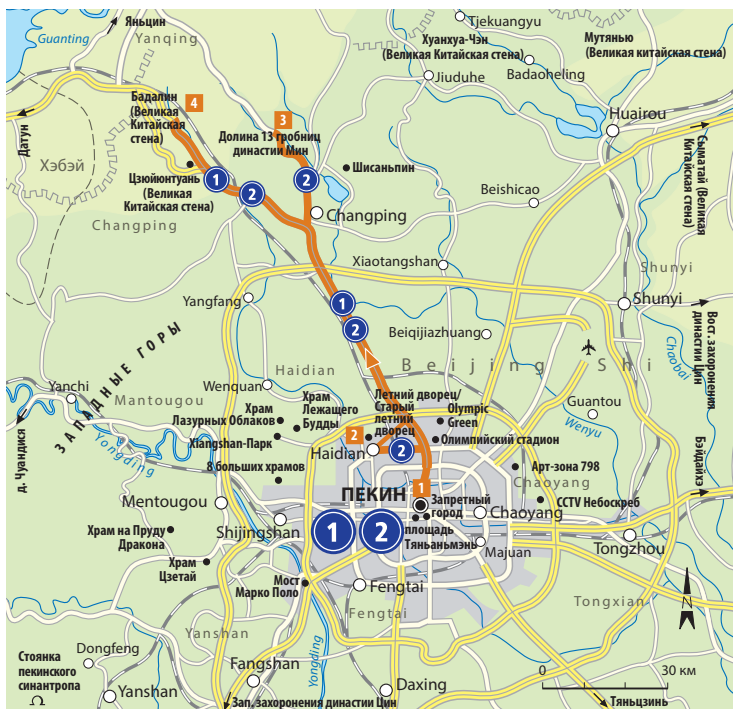 Guanting
Яньцин
Yanqing
Tjekuangyu
Хуанхуа-Чэн
(Великая Китайская стена)
Мутянью
(Великая китайская стена)
Badaoheling
Jiuduhe
Huairou
Бадалин
(Великая
Китайская
стена)
4
3
Долина 13 гробниц
династии Мин
Датун
Хэбэй
Шисаньпин
Цзюйюнтуань
(Великая
Китайская стена)
1
2
2
Beishicao
Сыматай (Великая
Китайская стена)
Changping
Changping
Xiaotangshan
Shunyi
Yangfang
1
2
Shunyi
Beiqijiazhuang
Вост. захоронения
династии Цин
Chaobai
ЗАПАДНЫЕ ГОРЫ
Haidian
Beijing Shi
Yanchi
Mantougou
Wenquan
Летний дворец/
Старый
летний
дворец
Храм
Лежащего
Будды
Храм
Лазурных Облаков
Olympic
Green
Guantou
Wenyu
Xiangshan-Парк
2
Haidian
2
Олимпийский стадион
Yongding
д. Чуандися
8 больших храмов
Арт-зона 798
Chaoyang
Бэйдайхэ
ПЕКИН
1
Запретный
город
CCTV Небоскреб
Mentougou
Shijingshan
1
2
Chaoyang
площадь
Тяньаньмэнь
Храм на Пруду
Дракона
Majuan
Tongzhou
Храм
Цзетай
Мост
Марко Поло
Fengtai
Fengtai
Tongxian
Yanshan
Yongding
Dongfeng
Стоянка
пекинского
синантропа
Fangshan
0
30 км
Yanshan
Зап. захоронения династии Цин
Daxing
Тяньцзинь